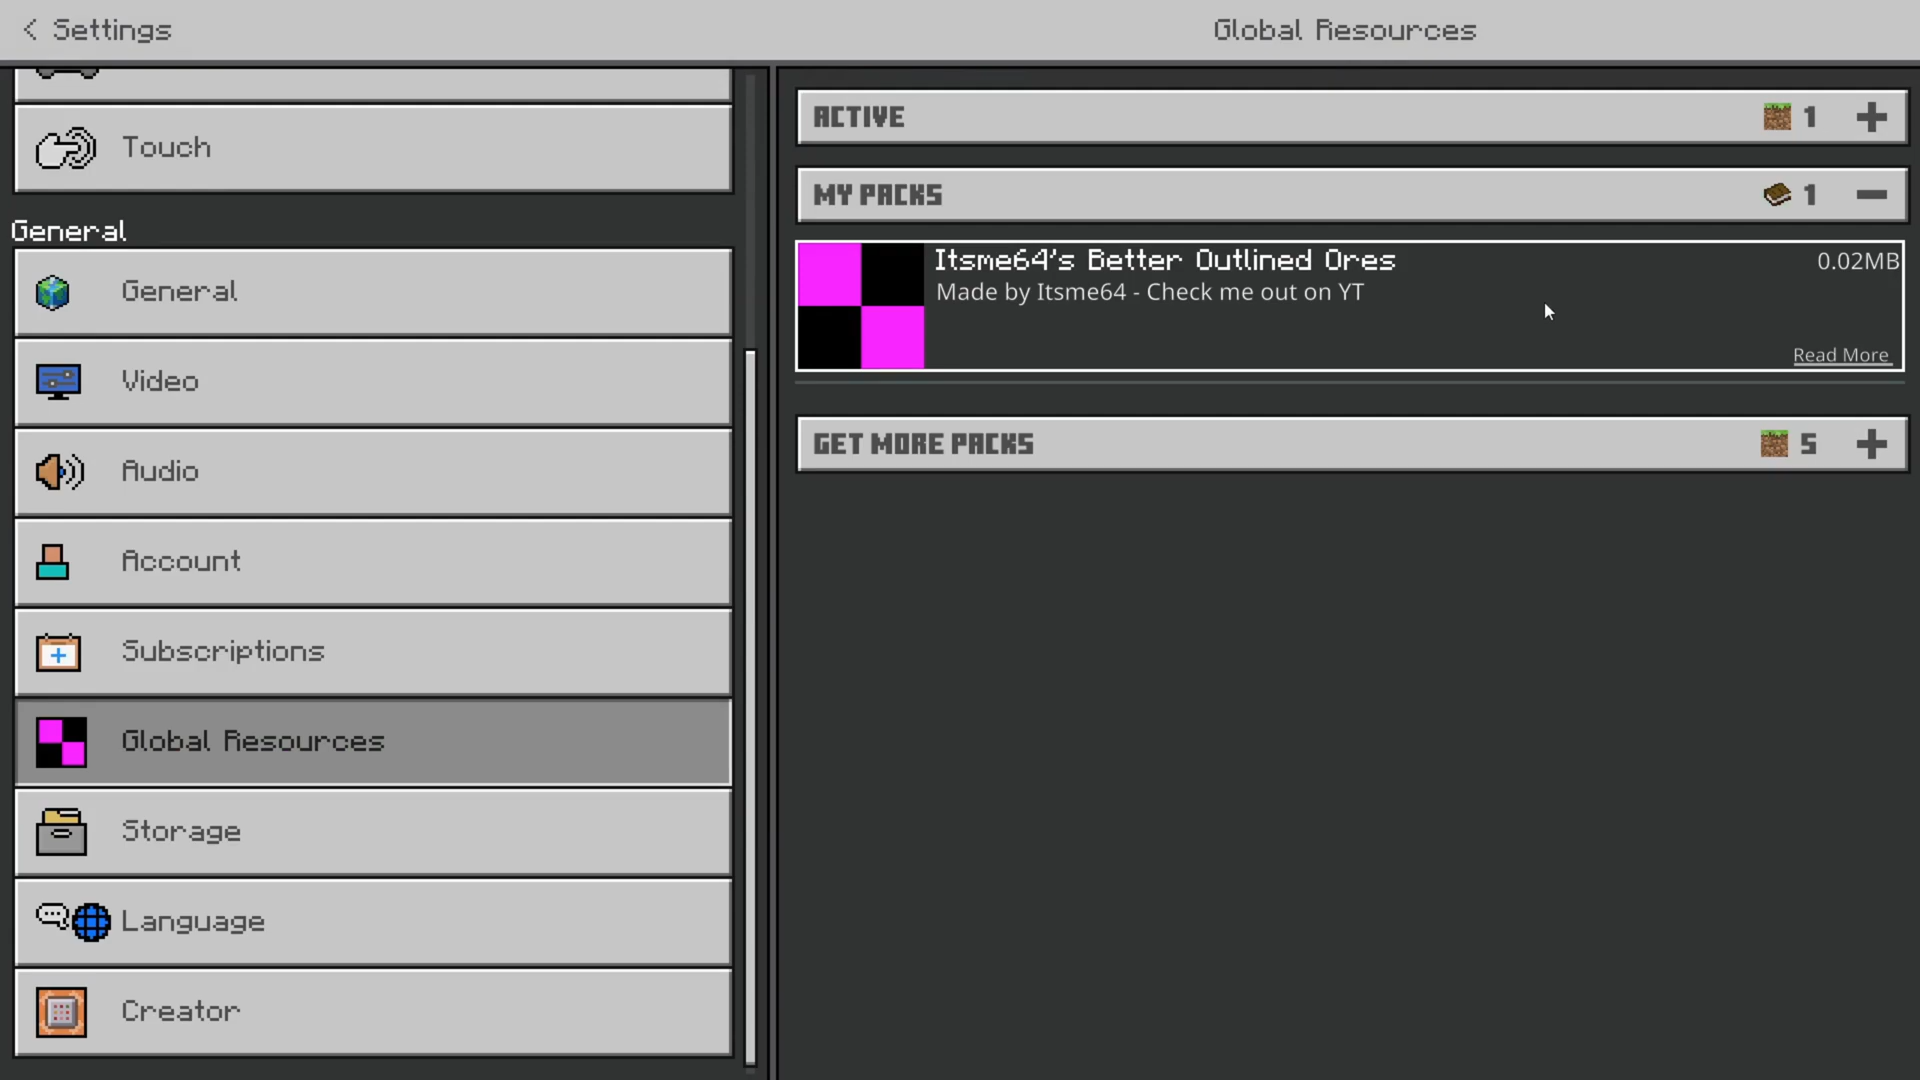 < Settings
Global Resources
Touch
General
General
Video
Audio
Account
Subscriptions
Global Resources
Storage
Language
Creator
ACTIVE 1
MY PACKS 1
Itsme64's Better Outlined Ores 0.02MB
Made by Itsme64 - Check me out on YT
Read More
GET MORE PACKS 5